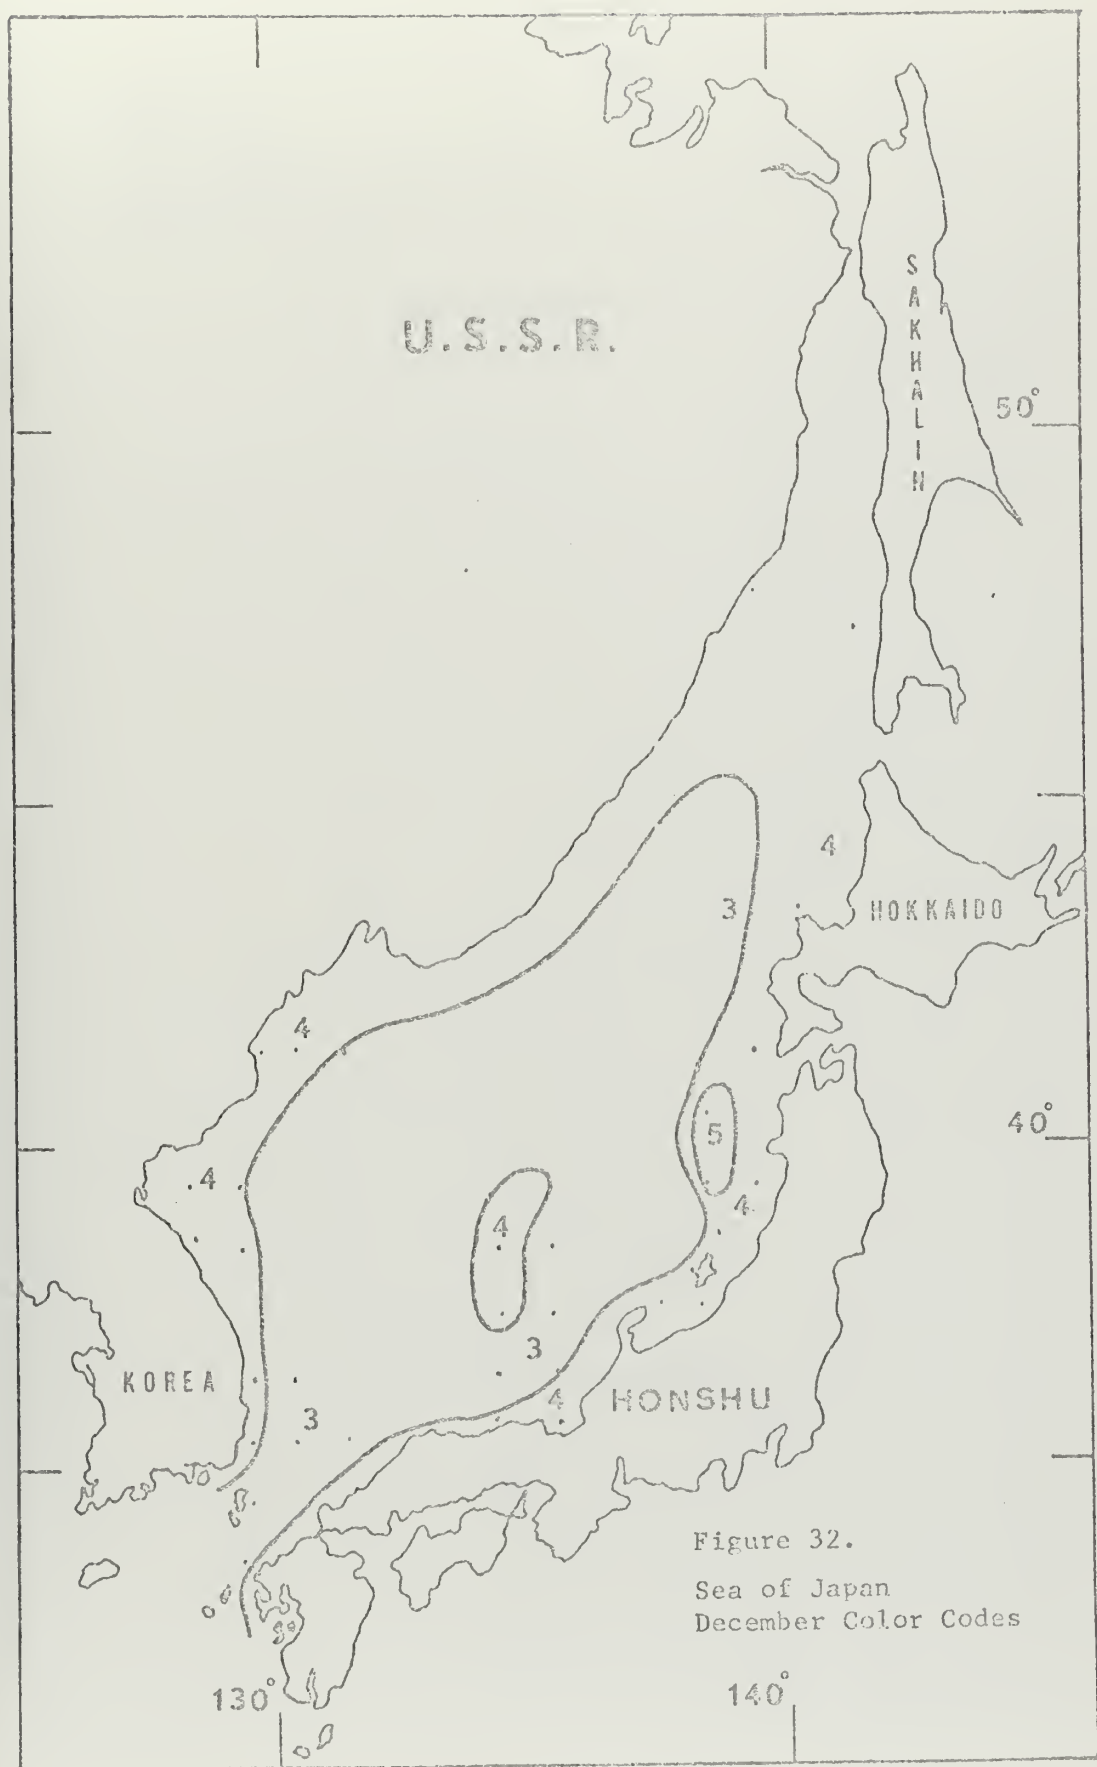 U.S.S.R.
SAKHALIN
50°
4
3
HOKKAIDO
4
5
40°
4
4
4
3
KOREA
3
4
HONSHU
Figure 32.
Sea of Japan
December Color Codes
130°
140°